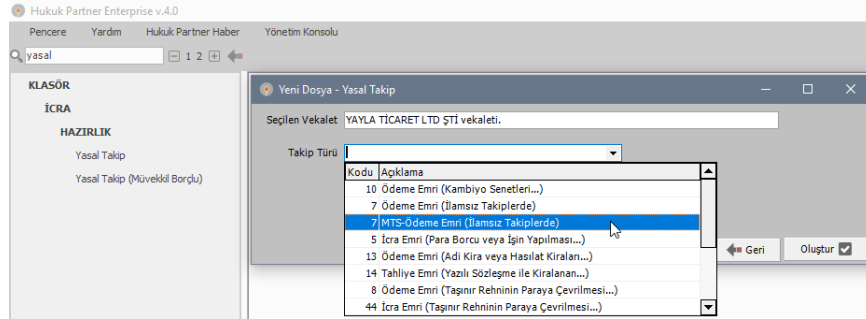 Hukuk Partner Enterprise v.4.0
Pencere Yardım Hukuk Partner Haber Yönetim Konsolu
yasal 1 2
KLASÖR
İCRA
HAZIRLIK
Yasal Takip
Yasal Takip (Müvekkil Borçlu)
Yeni Dosya - Yasal Takip
Seçilen Vekalet YAYLA TİCARET LTD ŞTİ vekaleti.
Takip Türü
Kodu Açıklama
10 Ödeme Emri (Kambiyo Senetleri...)
7 Ödeme Emri (İlamsız Takiplerde)
7 MTS-Ödeme Emri (İlamsız Takiplerde)
5 İcra Emri (Para Borcu veya İşin Yapılması...)
13 Ödeme Emri (Adi Kira veya Hasılat Kiraları...)
14 Tahliye Emri (Yazılı Sözleşme ile Kiralanan...)
8 Ödeme Emri (Taşınır Rehninin Paraya Çevrilmesi...)
44 İcra Emri (Taşınır Rehninin Paraya Çevrilmesi...)
Geri Oluştur